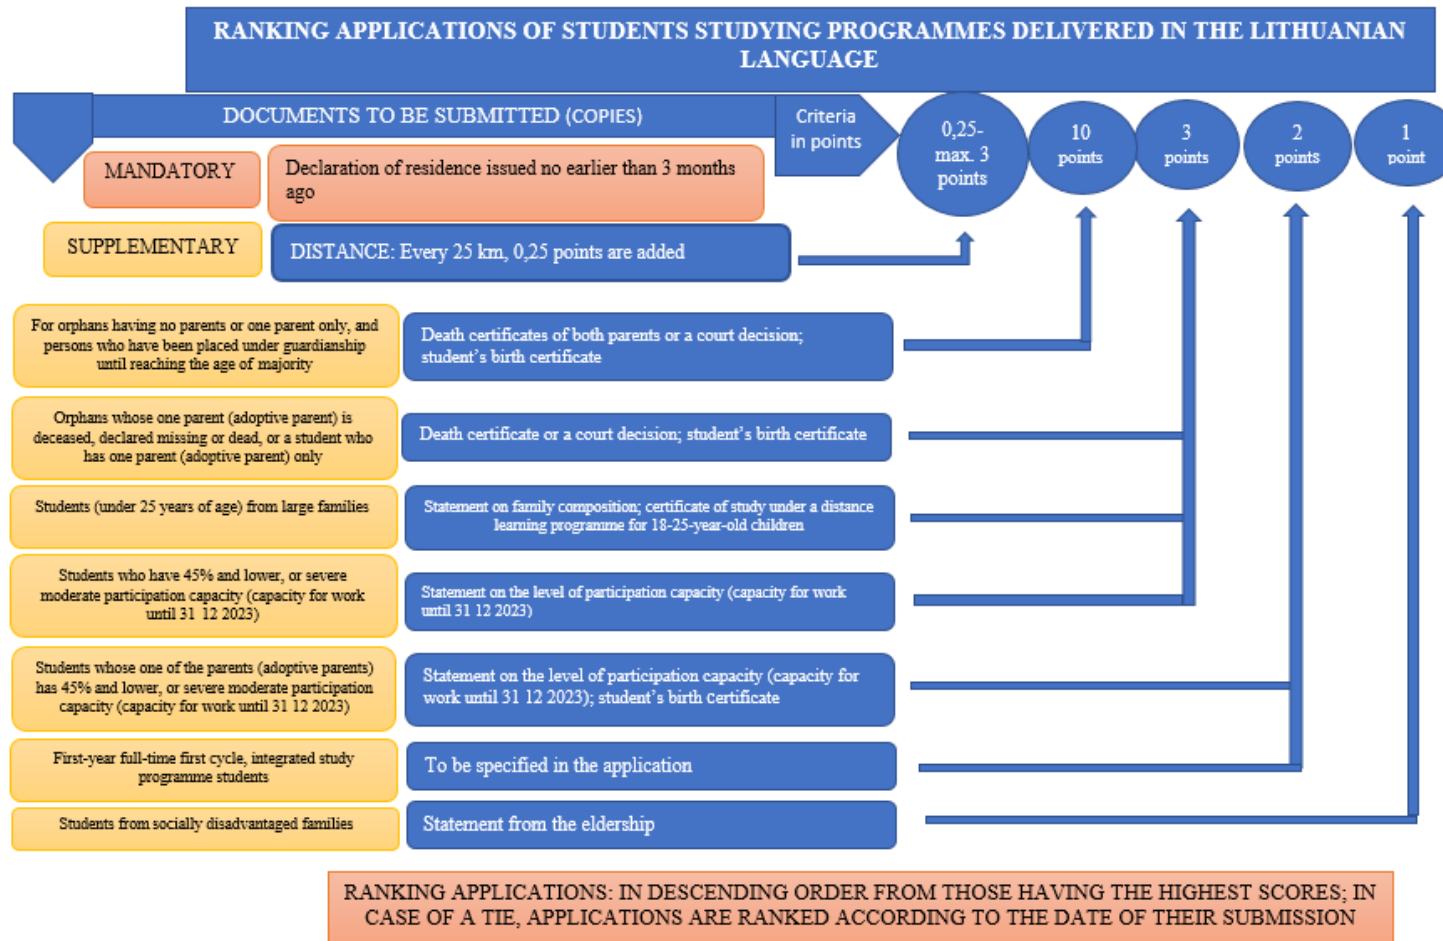 RANKING APPLICATIONS OF STUDENTS STUDYING PROGRAMMES DELIVERED IN THE LITHUANIAN
LANGUAGE
DOCUMENTS TO BE SUBMITTED (COPIES)
Criteria
in points
0,25-
max. 3
points
10
points
3
points
2
points
1
point
MANDATORY
Declaration of residence issued no earlier than 3 months
ago
SUPPLEMENTARY
DISTANCE: Every 25 km, 0,25 points are added
For orphans having no parents or one parent only, and
persons who have been placed under guardianship
until reaching the age of majority
Death certificates of both parents or a court decision;
student’s birth certificate
Orphans whose one parent (adoptive parent) is
deceased, declared missing or dead, or a student who
has one parent (adoptive parent) only
Death certificate or a court decision; student’s birth certificate
Students (under 25 years of age) from large families
Statement on family composition; certificate of study under a distance
learning programme for 18-25-year-old children
Students who have 45% and lower, or severe
moderate participation capacity (capacity for work
until 31 12 2023)
Statement on the level of participation capacity (capacity for work
until 31 12 2023)
Students whose one of the parents (adoptive parents)
has 45% and lower, or severe moderate participation
capacity (capacity for work until 31 12 2023)
Statement on the level of participation capacity (capacity for
work until 31 12 2023); student’s birth certificate
First-year full-time first cycle, integrated study
programme students
To be specified in the application
Students from socially disadvantaged families
Statement from the eldership
RANKING APPLICATIONS: IN DESCENDING ORDER FROM THOSE HAVING THE HIGHEST SCORES; IN
CASE OF A TIE, APPLICATIONS ARE RANKED ACCORDING TO THE DATE OF THEIR SUBMISSION